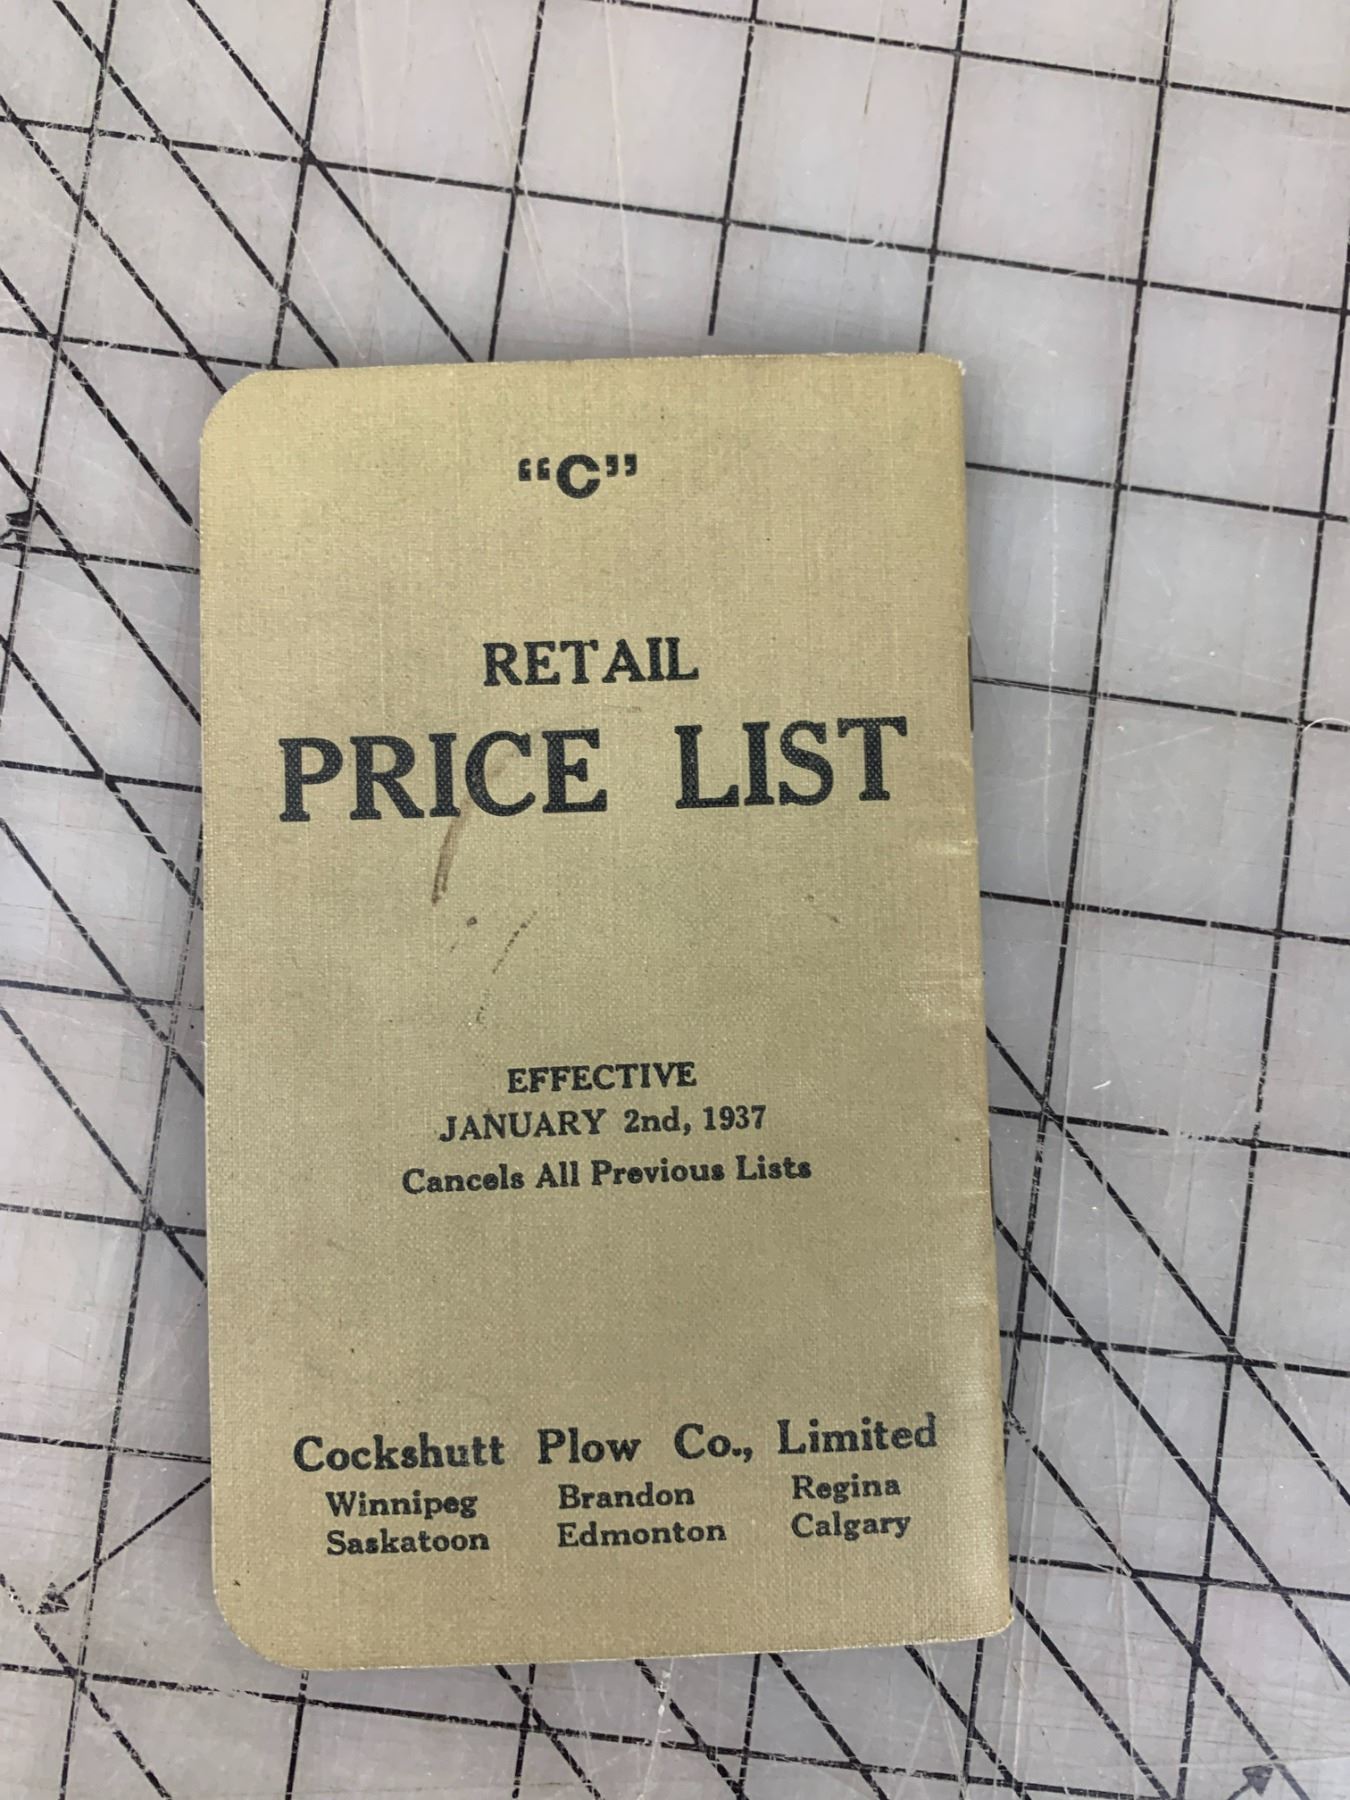 “C”
RETAIL
PRICE LIST
EFFECTIVE
JANUARY 2nd, 1937
Cancels All Previous Lists
Cockshutt Plow Co., Limited
Winnipeg Brandon Regina
Saskatoon Edmonton Calgary